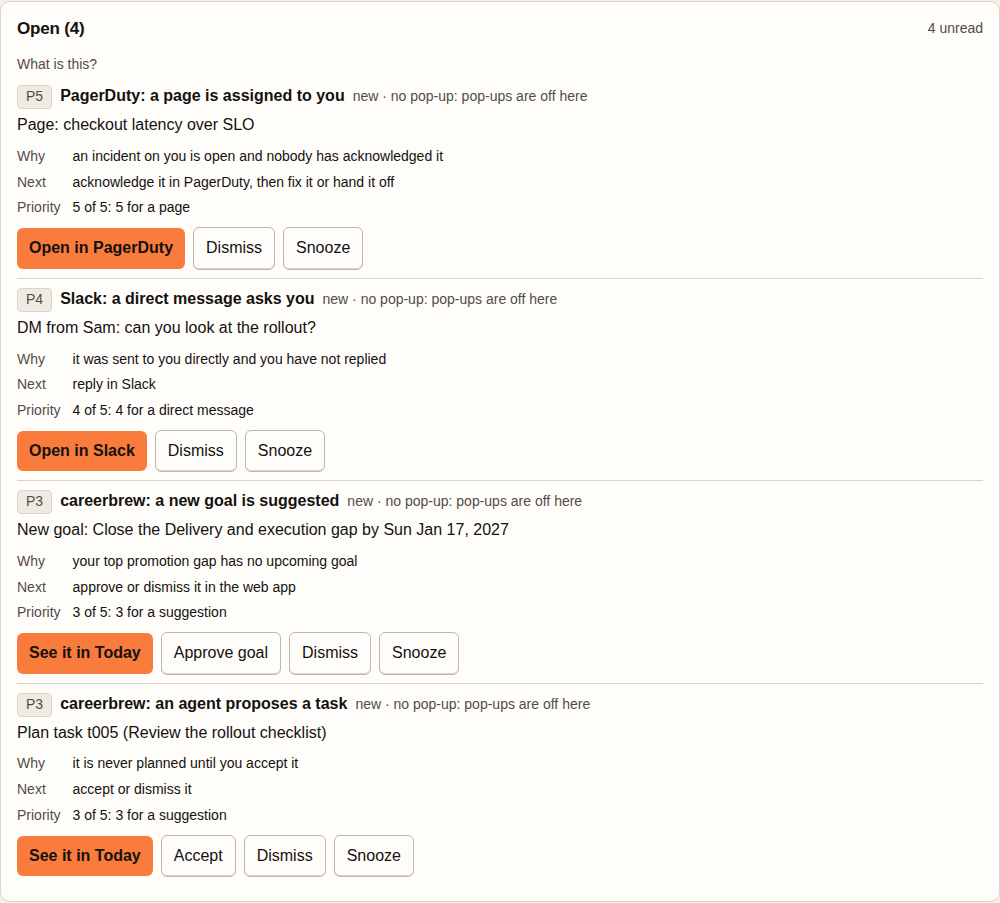 Open (4) 4 unread
What is this?
P5 PagerDuty: a page is assigned to you new · no pop-up: pop-ups are off here
Page: checkout latency over SLO
Why an incident on you is open and nobody has acknowledged it
Next acknowledge it in PagerDuty, then fix it or hand it off
Priority 5 of 5: 5 for a page
Open in PagerDuty Dismiss Snooze
P4 Slack: a direct message asks you new · no pop-up: pop-ups are off here
DM from Sam: can you look at the rollout?
Why it was sent to you directly and you have not replied
Next reply in Slack
Priority 4 of 5: 4 for a direct message
Open in Slack Dismiss Snooze
P3 careerbrew: a new goal is suggested new · no pop-up: pop-ups are off here
New goal: Close the Delivery and execution gap by Sun Jan 17, 2027
Why your top promotion gap has no upcoming goal
Next approve or dismiss it in the web app
Priority 3 of 5: 3 for a suggestion
See it in Today Approve goal Dismiss Snooze
P3 careerbrew: an agent proposes a task new · no pop-up: pop-ups are off here
Plan task t005 (Review the rollout checklist)
Why it is never planned until you accept it
Next accept or dismiss it
Priority 3 of 5: 3 for a suggestion
See it in Today Accept Dismiss Snooze